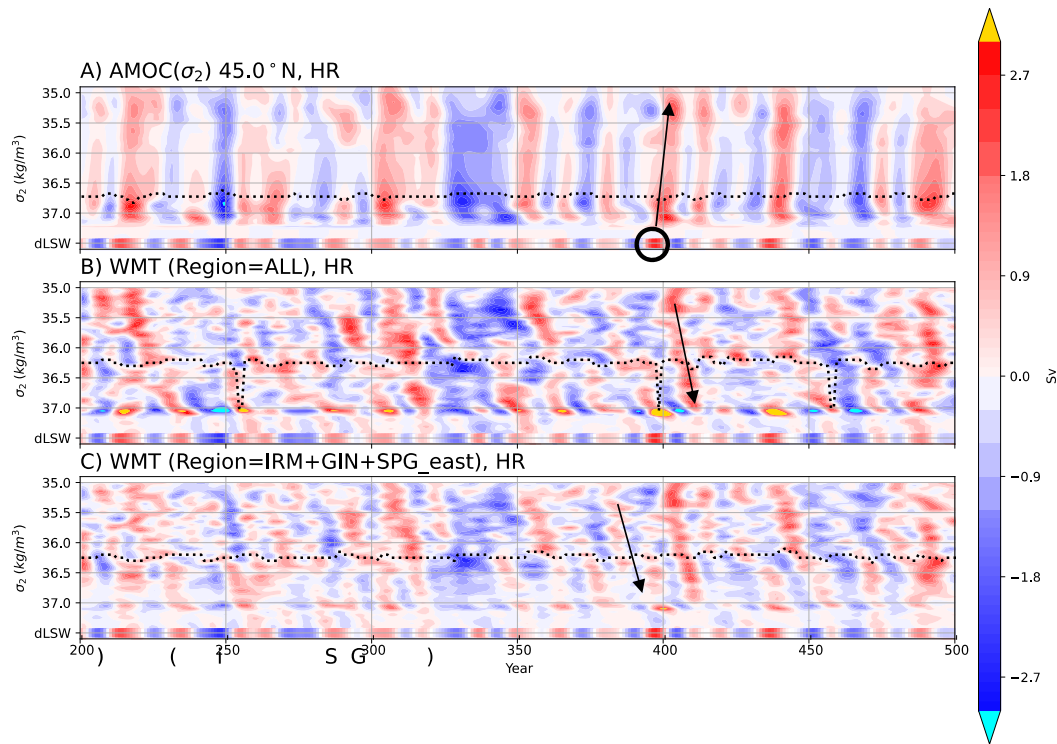 A) AMOC(σ₂) 45.0°N, HR
35.0
35.5
36.0
36.5
37.0
dLSW
σ₂ (kg/m³)
B) WMT (Region=ALL), HR
35.0
35.5
36.0
36.5
37.0
dLSW
σ₂ (kg/m³)
C) WMT (Region=IRM+GIN+SPG_east), HR
35.0
35.5
36.0
36.5
37.0
dLSW
σ₂ (kg/m³)
200 250 300 350 400 450 500
) ( i S G )
Year
2.7
1.8
0.9
0.0
−0.9
−1.8
−2.7
Sv